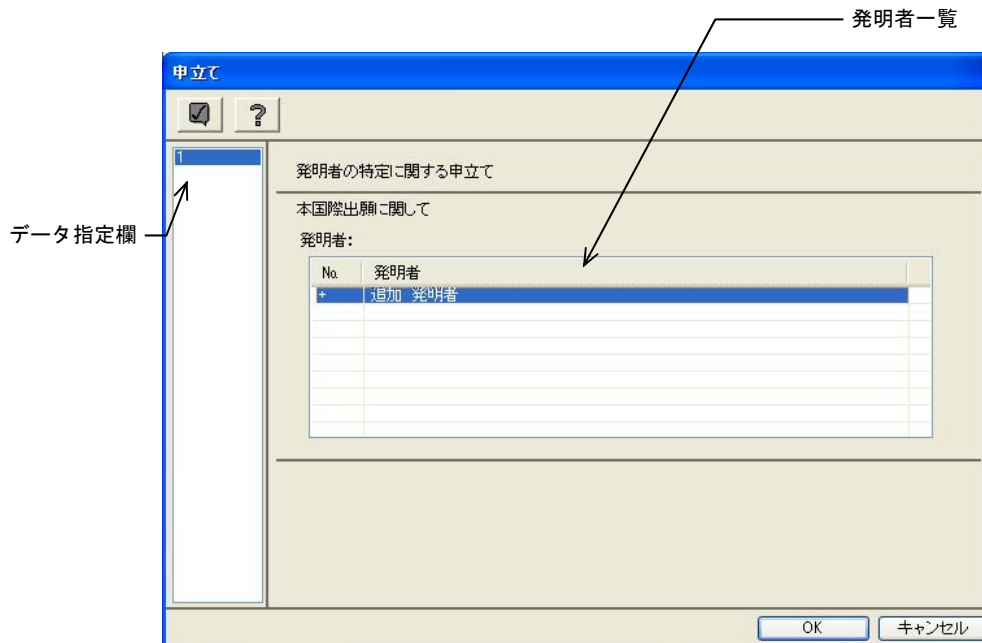 発明者一覧
申立て
?
1
発明者の特定に関する申立て
本国際出願に関して
データ指定欄
発明者:
No. 発明者
+ 追加 発明者
OK キャンセル